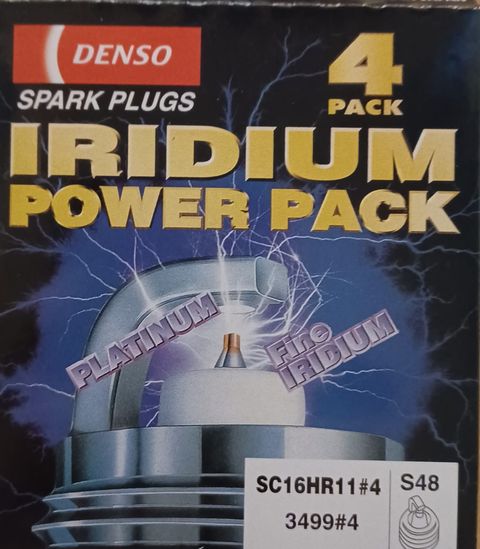 DENSO
SPARK PLUGS
4
PACK
IRIDIUM
POWER PACK
PLATINUM
Fine
IRIDIUM
SC16HR11#4
S48
3499#4